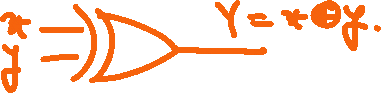 x
y
Y = x ⊕ y.